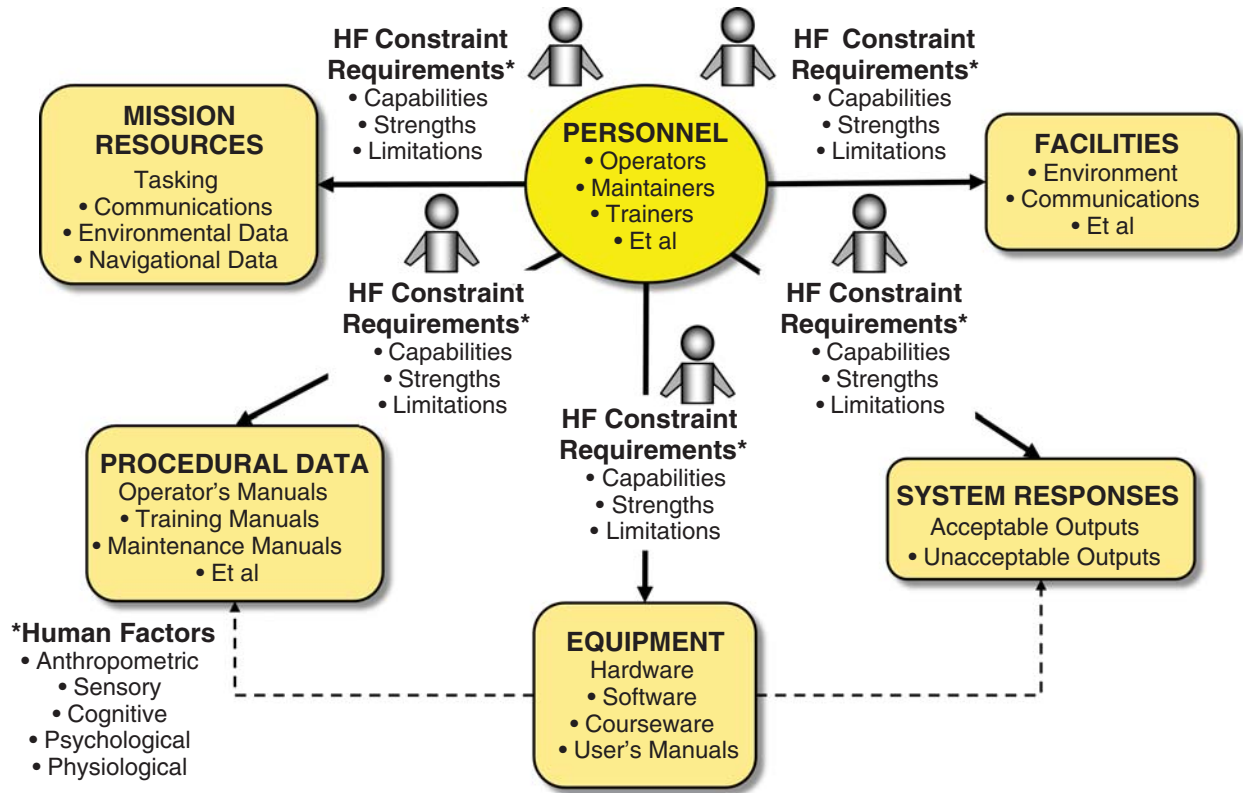 HF Constraint
Requirements*
• Capabilities
• Strengths
• Limitations
HF Constraint
Requirements*
• Capabilities
• Strengths
• Limitations
MISSION
RESOURCES
Tasking
• Communications
• Environmental Data
• Navigational Data
PERSONNEL
• Operators
• Maintainers
• Trainers
• Et al
FACILITIES
• Environment
• Communications
• Et al
HF Constraint
Requirements*
• Capabilities
• Strengths
• Limitations
HF Constraint
Requirements*
• Capabilities
• Strengths
• Limitations
HF Constraint
Requirements*
• Capabilities
• Strengths
• Limitations
PROCEDURAL DATA
Operator's Manuals
• Training Manuals
• Maintenance Manuals
• Et al
SYSTEM RESPONSES
Acceptable Outputs
• Unacceptable Outputs
EQUIPMENT
Hardware
• Software
• Courseware
• User's Manuals
*Human Factors
• Anthropometric
• Sensory
• Cognitive
• Psychological
• Physiological